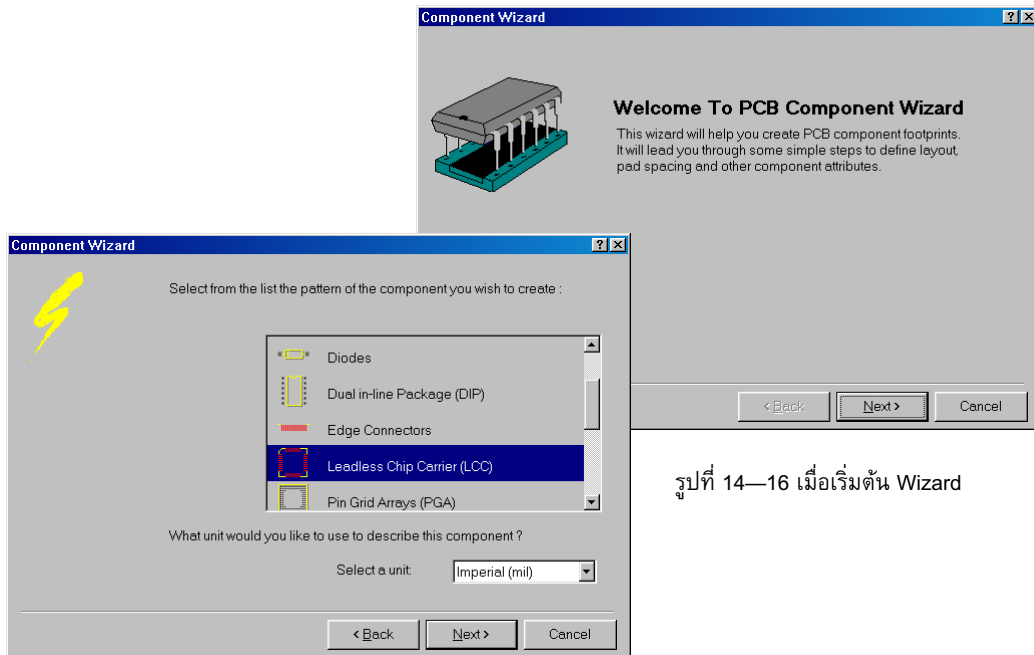 Component Wizard
Welcome To PCB Component Wizard
This wizard will help you create PCB component footprints.
It will lead you through some simple steps to define layout,
pad spacing and other component attributes.
< Back Next > Cancel
Component Wizard
Select from the list the pattern of the component you wish to create :
Diodes
Dual in-line Package (DIP)
Edge Connectors
Leadless Chip Carrier (LCC)
Pin Grid Arrays (PGA)
What unit would you like to use to describe this component ?
Select a unit: Imperial (mil)
< Back Next > Cancel
รูปที่ 14—16 เมื่อเริ่มต้น Wizard